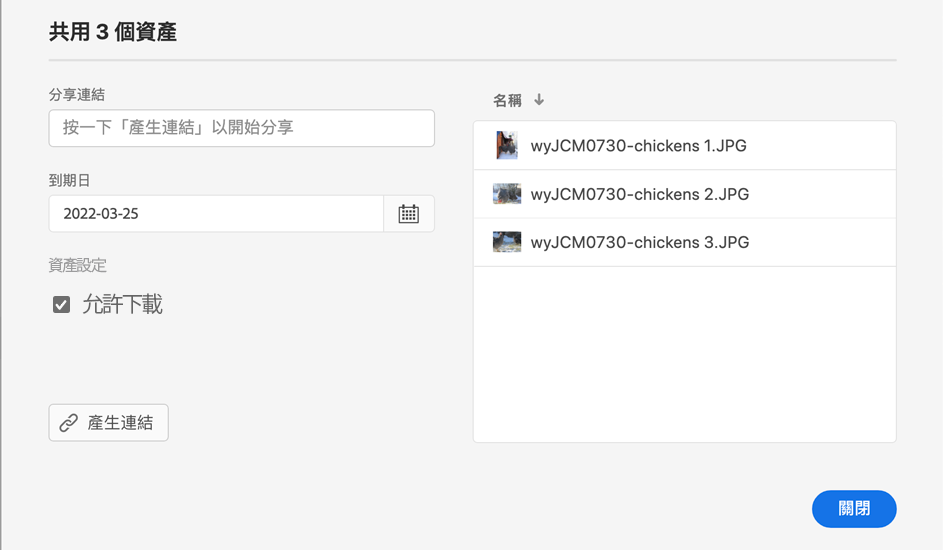 共用 3 個資產
分享連結
按一下「產生連結」以開始分享
到期日
2022-03-25
資產設定
允許下載
產生連結
名稱
wyJCM0730-chickens 1.JPG
wyJCM0730-chickens 2.JPG
wyJCM0730-chickens 3.JPG
關閉